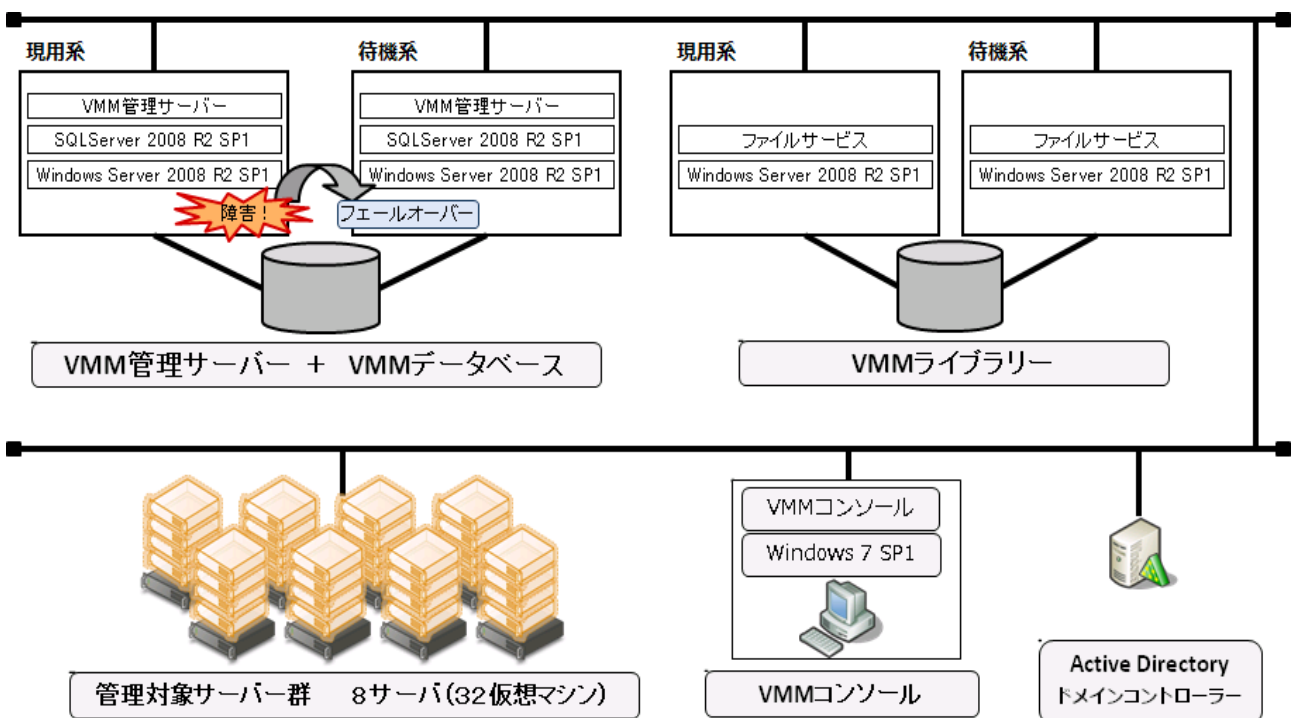 現用系
待機系
VMM管理サーバー
SQLServer 2008 R2 SP1
Windows Server 2008 R2 SP1
VMM管理サーバー
SQLServer 2008 R2 SP1
Windows Server 2008 R2 SP1
障害！
フェールオーバー
VMM管理サーバー + VMMデータベース
現用系
待機系
ファイルサービス
Windows Server 2008 R2 SP1
ファイルサービス
Windows Server 2008 R2 SP1
VMMライブラリー
管理対象サーバー群 8サーバ(32仮想マシン)
VMMコンソール
Windows 7 SP1
VMMコンソール
Active Directory
ドメインコントローラー